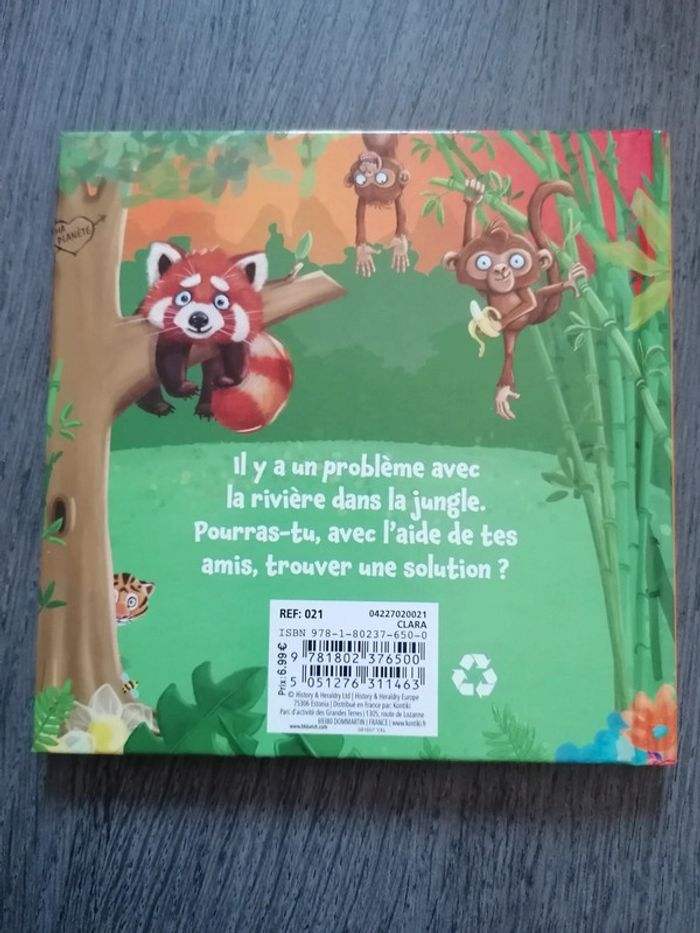 MA
PLANÈTE
Il y a un problème avec
la rivière dans la jungle.
Pourras-tu, avec l'aide de tes
amis, trouver une solution ?
REF: 021
04227020021
CLARA
ISBN 978-1-80237-650-0
9 781802 376500
5 051276 311463
Prix: 6.99 €
© History & Heraldry Ltd | History & Heraldry Europe
75306 Estonia | Distribué en France par: Kontiki
Parc d'activité des Grandes Terres | 1305, route de Lozanne
69380 DOMMARTIN | FRANCE | www.kontiki.fr